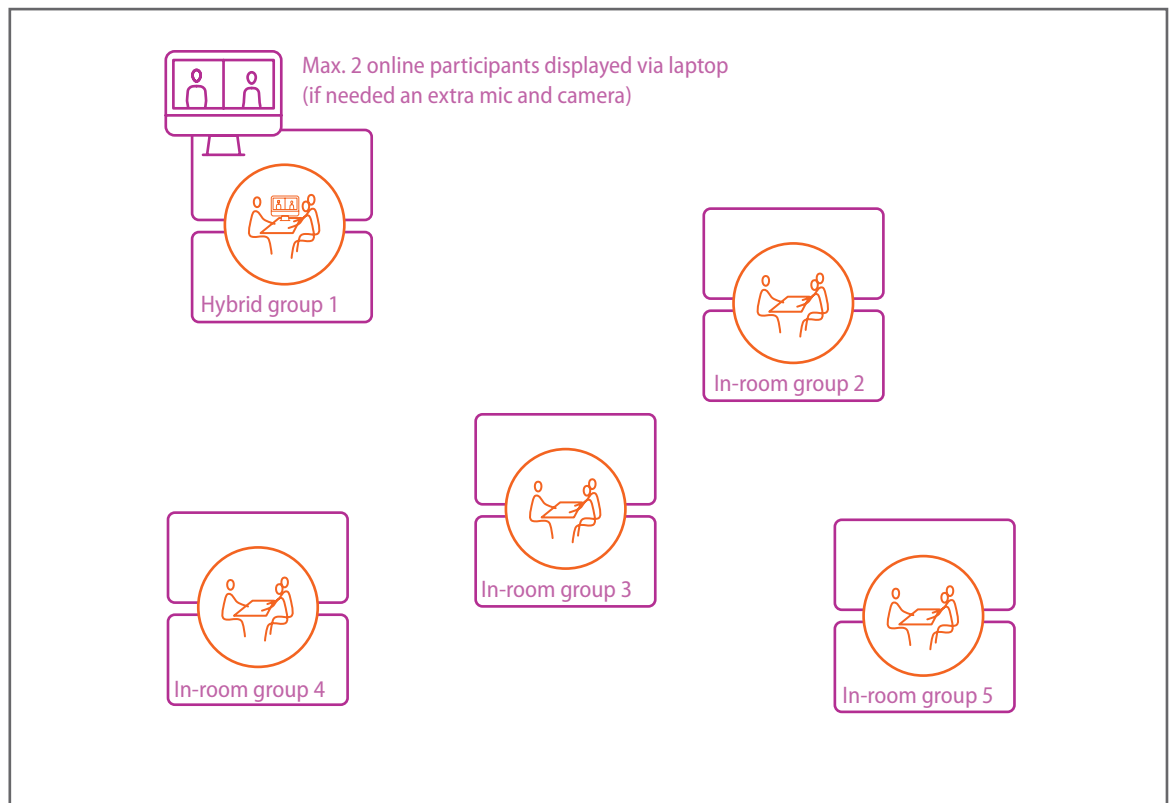 Max. 2 online participants displayed via laptop
(if needed an extra mic and camera)
Hybrid group 1
In-room group 2
In-room group 3
In-room group 4
In-room group 5